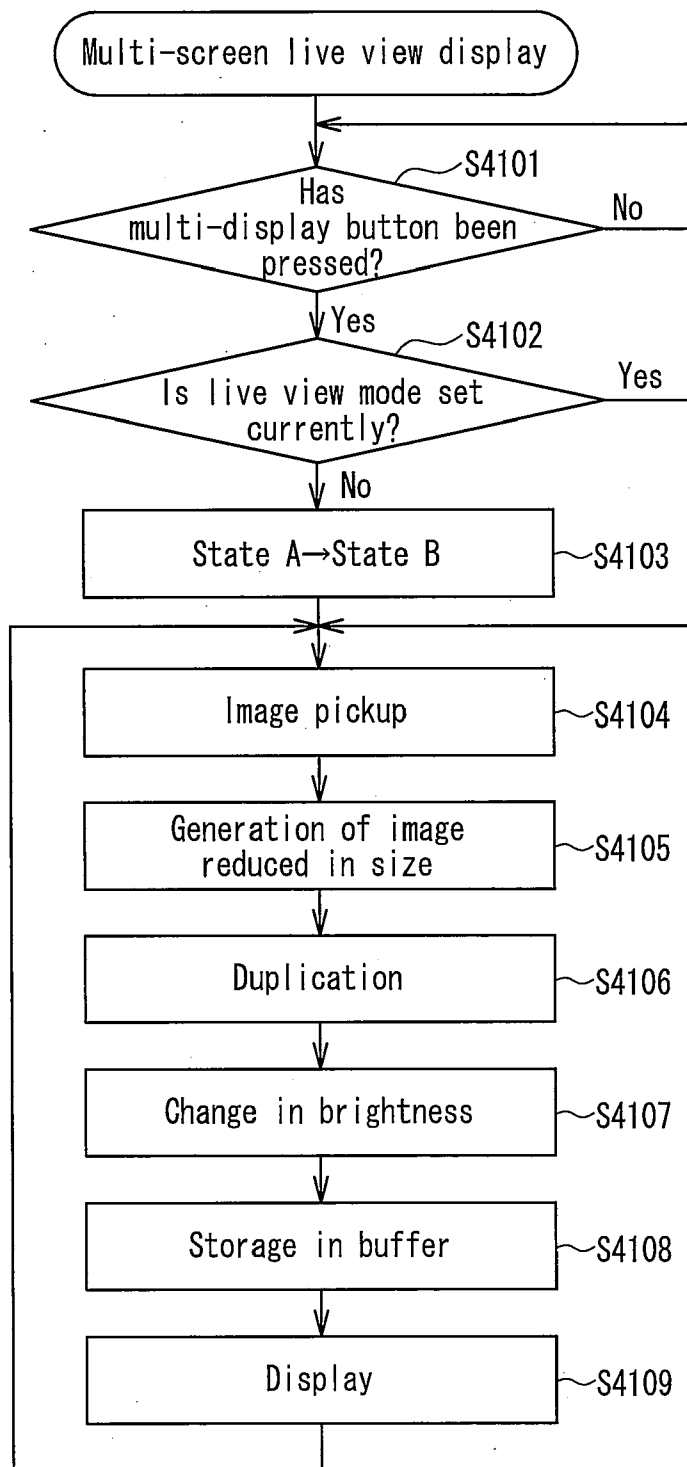 Multi-screen live view display
S4101
Has
multi-display button been
pressed?
No
Yes
S4102
Is live view mode set
currently?
Yes
No
State A→State B
S4103
Image pickup
S4104
Generation of image
reduced in size
S4105
Duplication
S4106
Change in brightness
S4107
Storage in buffer
S4108
Display
S4109